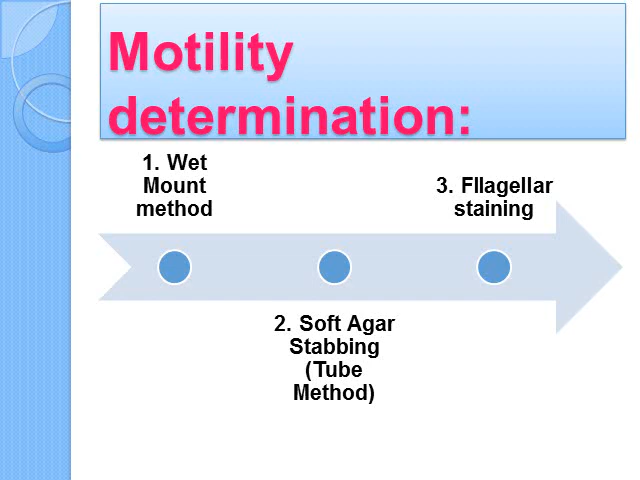 Motility
determination:
1. Wet
Mount
method
2. Soft Agar
Stabbing
(Tube
Method)
3. Fllagellar
staining